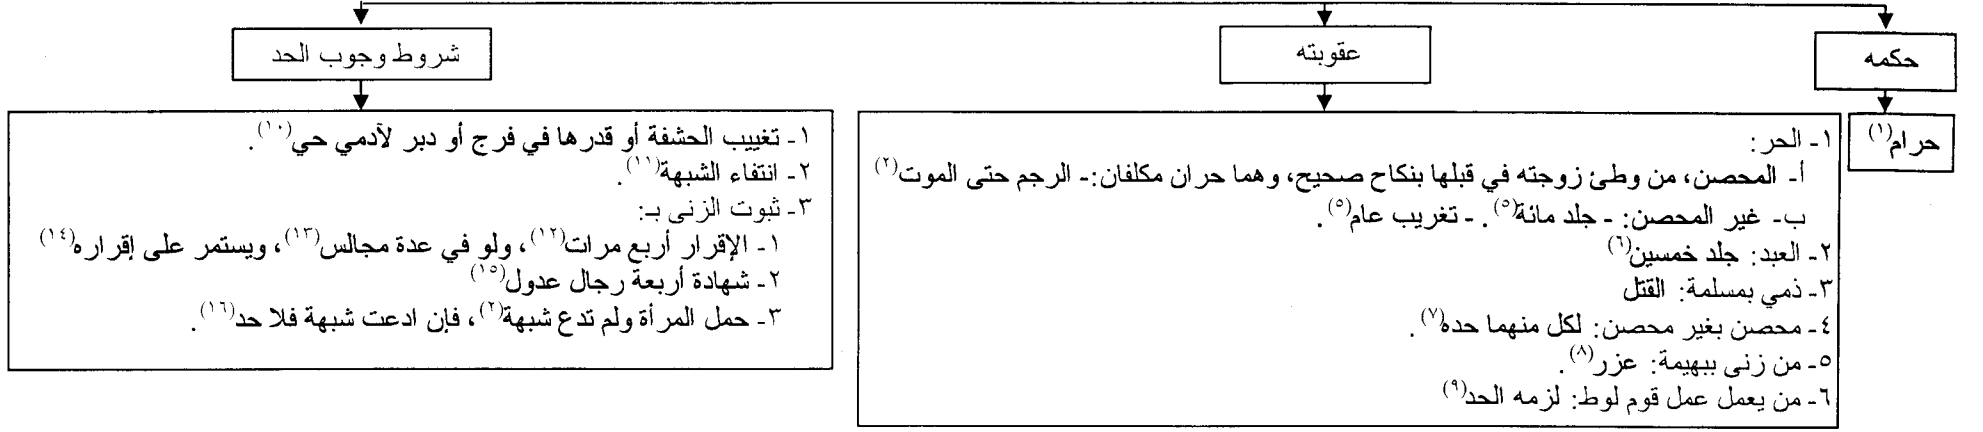 حكمه
حرام(١)
عقوبته
١- الحر:
أ- المحصن، من وطئ زوجته في قبلها بنكاح صحيح، وهما حران مكلفان:- الرجم حتى الموت(٢)
ب- غير المحصن: - جلد مائة(٥). - تغريب عام(٥).
٢- العبد: جلد خمسين(٦)
٣- ذمي بمسلمة: القتل
٤- محصن بغير محصن: لكل منهما حده(٧).
٥- من زنى ببهيمة: عزر(٨).
٦- من يعمل عمل قوم لوط: لزمه الحد(٩)
شروط وجوب الحد
١- تغييب الحشفة أو قدرها في فرج أو دبر لآدمي حي(١٠).
٢- انتفاء الشبهة(١١).
٣- ثبوت الزنى بـ:
١- الإقرار أربع مرات(١٢)، ولو في عدة مجالس(١٣)، ويستمر على إقراره(١٤)
٢- شهادة أربعة رجال عدول(١٥)
٣- حمل المرأة ولم تدع شبهة(٢)، فإن ادعت شبهة فلا حد(١٦).